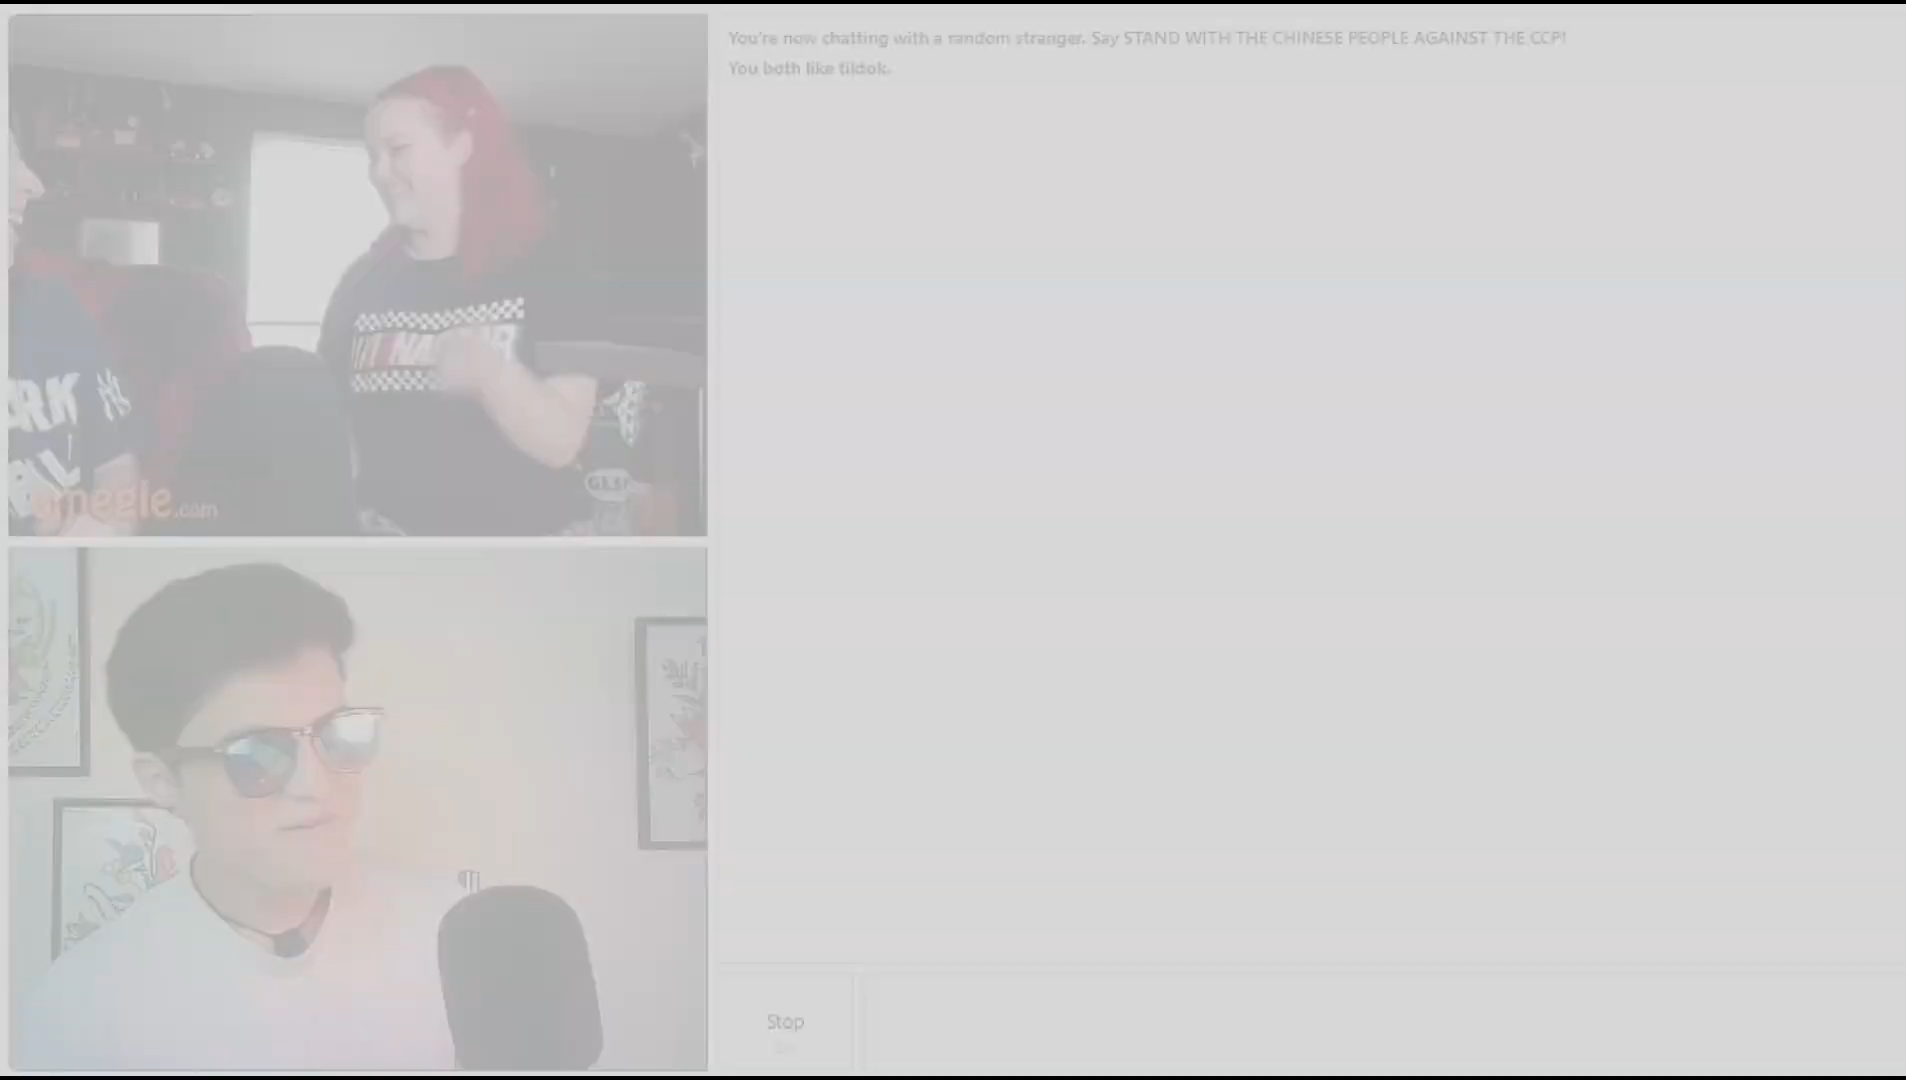 You're now chatting with a random stranger. Say STAND WITH THE CHINESE PEOPLE AGAINST THE CCP!
You both like tiktok.
ARK
omegle.com
Stop